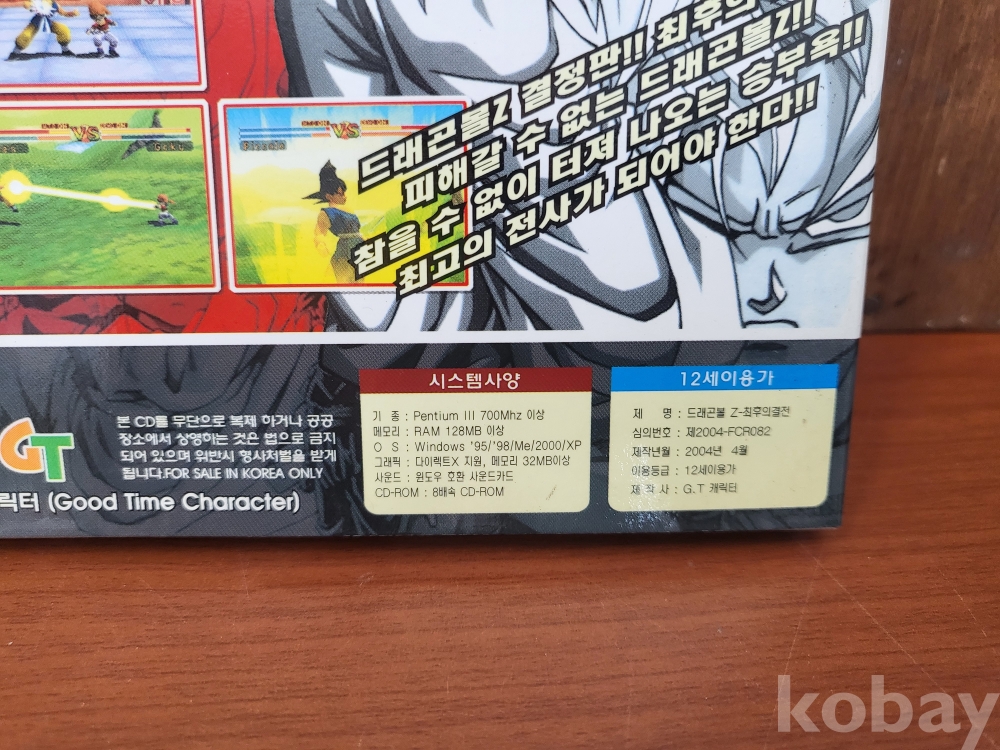 VS
VS
Goku
드래곤볼Z 결정판!! 최후의
피해갈 수 없는 드래곤볼Z!!
참을 수 없이 터져 나오는 승부욕!!
최고의 전사가 되어야 한다!!
GT
본 CD를 무단으로 복제 하거나 공공
장소에서 상영하는 것은 법으로 금지
되어 있으며 위반시 형사처벌을 받게
됩니다.FOR SALE IN KOREA ONLY
릭터 (Good Time Character)
시스템사양
기 종 : Pentium III 700Mhz 이상
메모리 : RAM 128MB 이상
O S : Windows '95/'98/Me/2000/XP
그래픽 : 다이렉트X 지원, 메모리 32MB이상
사운드 : 윈도우 호환 사운드카드
CD-ROM : 8배속 CD-ROM
12세이용가
제 명 : 드래곤볼 Z-최후의결전
심의번호 : 제2004-FCR082
제작년월 : 2004년 4월
이용등급 : 12세이용가
제 작 사 : G.T 캐릭터
kobay